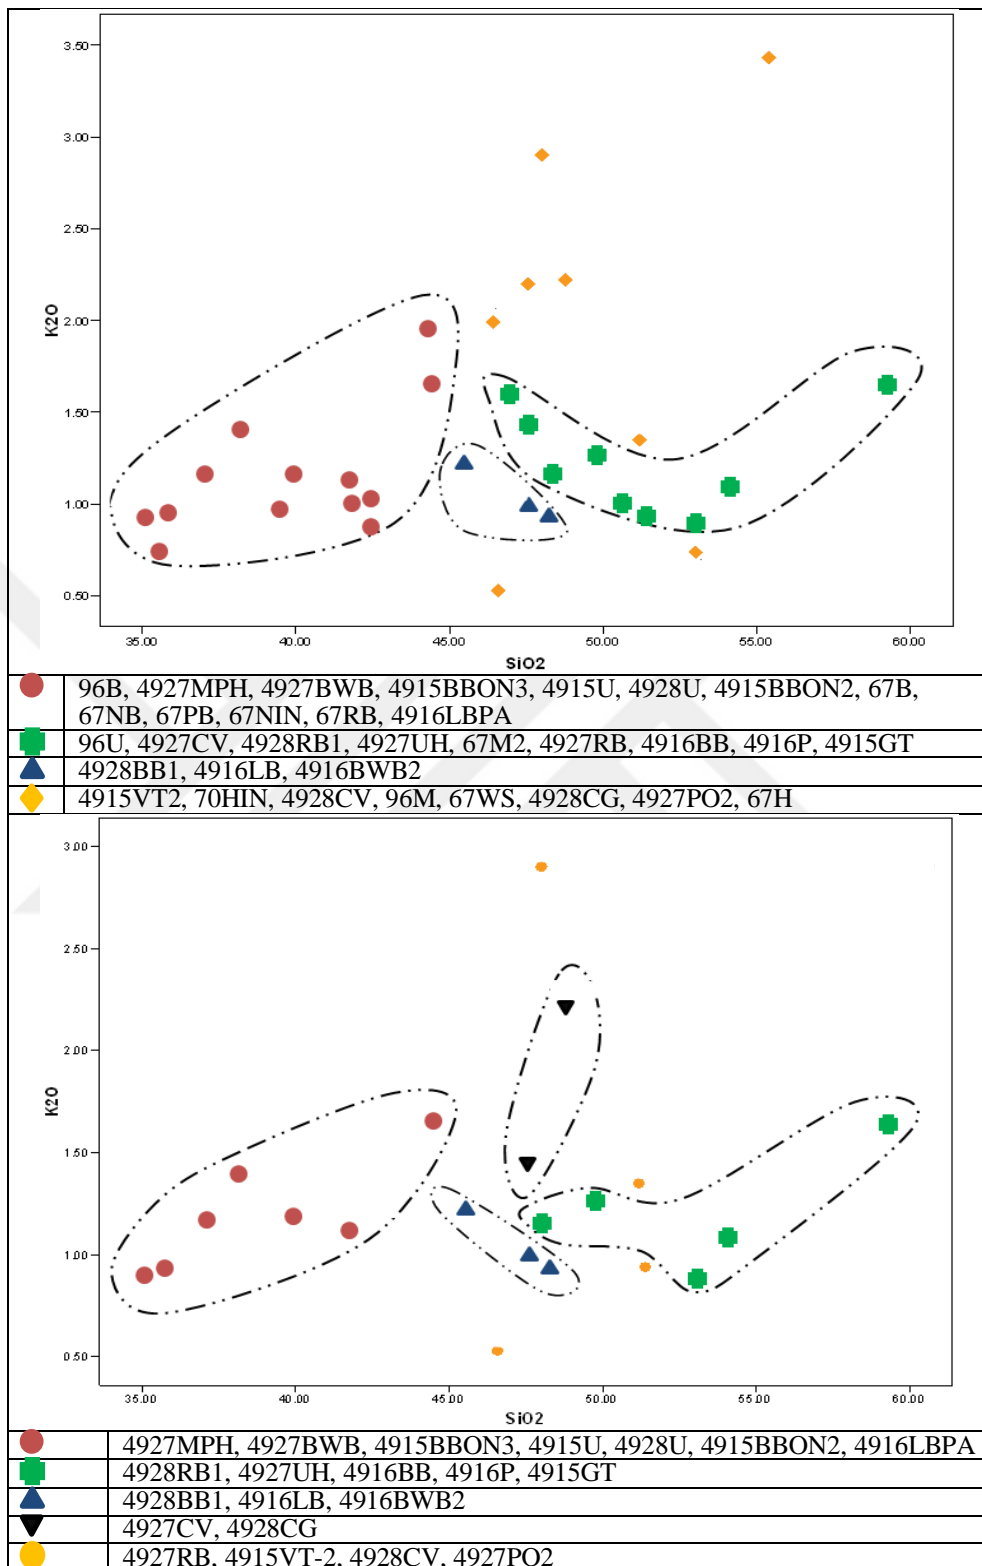 3.50
3.00
2.50
2.00
1.50
1.00
0.50
K2O
35.00 40.00 45.00 50.00 55.00 60.00
SiO2
96B, 4927MPH, 4927BWB, 4915BBON3, 4915U, 4928U, 4915BBON2, 67B,
67NB, 67PB, 67NIN, 67RB, 4916LBPA
96U, 4927CV, 4928RB1, 4927UH, 67M2, 4927RB, 4916BB, 4916P, 4915GT
4928BB1, 4916LB, 4916BWB2
4915VT2, 70HIN, 4928CV, 96M, 67WS, 4928CG, 4927PO2, 67H
3.00
2.50
2.00
1.50
1.00
0.50
K2O
35.00 40.00 45.00 50.00 55.00 60.00
SiO2
4927MPH, 4927BWB, 4915BBON3, 4915U, 4928U, 4915BBON2, 4916LBPA
4928RB1, 4927UH, 4916BB, 4916P, 4915GT
4928BB1, 4916LB, 4916BWB2
4927CV, 4928CG
4927RB, 4915VT-2, 4928CV, 4927PO2